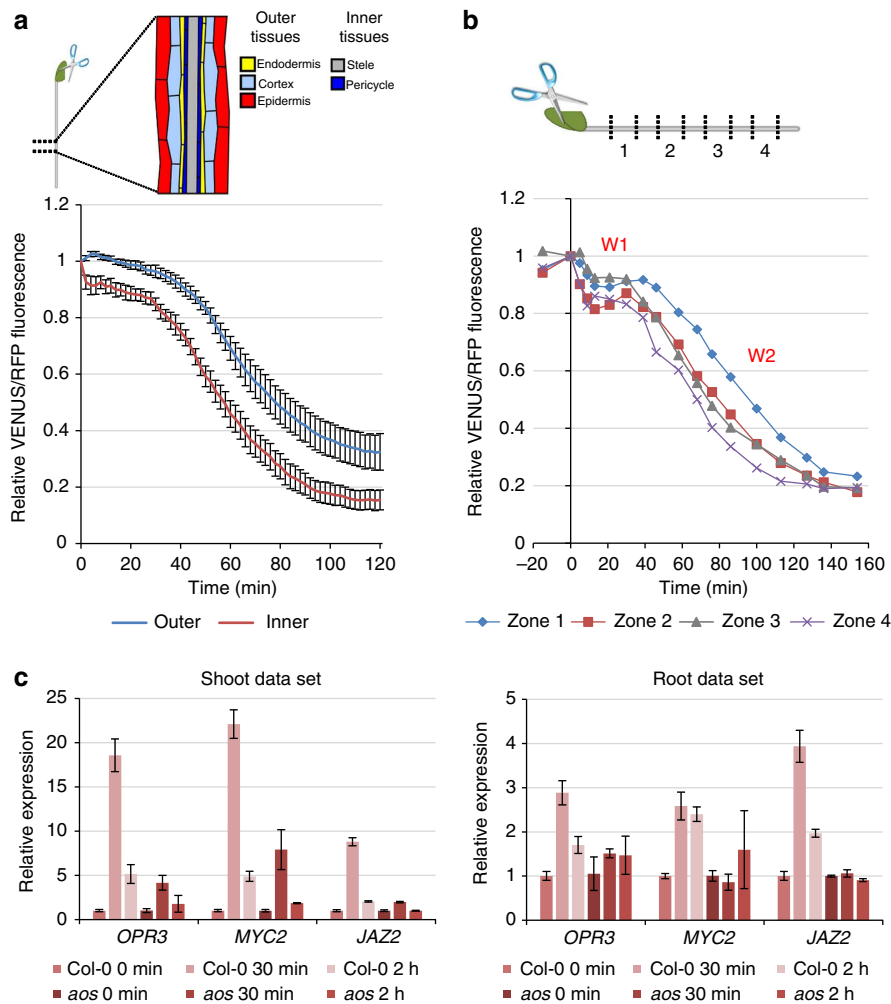 a
Outer tissues
Inner tissues
Endodermis
Cortex
Epidermis
Stele
Pericycle
Relative VENUS/RFP fluorescence
1.2
1
0.8
0.6
0.4
0.2
0
0 20 40 60 80 100 120
Time (min)
Outer Inner
b
1 2 3 4
Relative VENUS/RFP fluorescence
1.2
1
0.8
0.6
0.4
0.2
0
W1
W2
–20 0 20 40 60 80 100 120 140 160
Time (min)
Zone 1 Zone 2 Zone 3 Zone 4
c
Shoot data set
Relative expression
25
20
15
10
5
0
OPR3 MYC2 JAZ2
Col-0 0 min Col-0 30 min Col-0 2 h
aos 0 min aos 30 min aos 2 h
Root data set
Relative expression
5
4
3
2
1
0
OPR3 MYC2 JAZ2
Col-0 0 min Col-0 30 min Col-0 2 h
aos 0 min aos 30 min aos 2 h